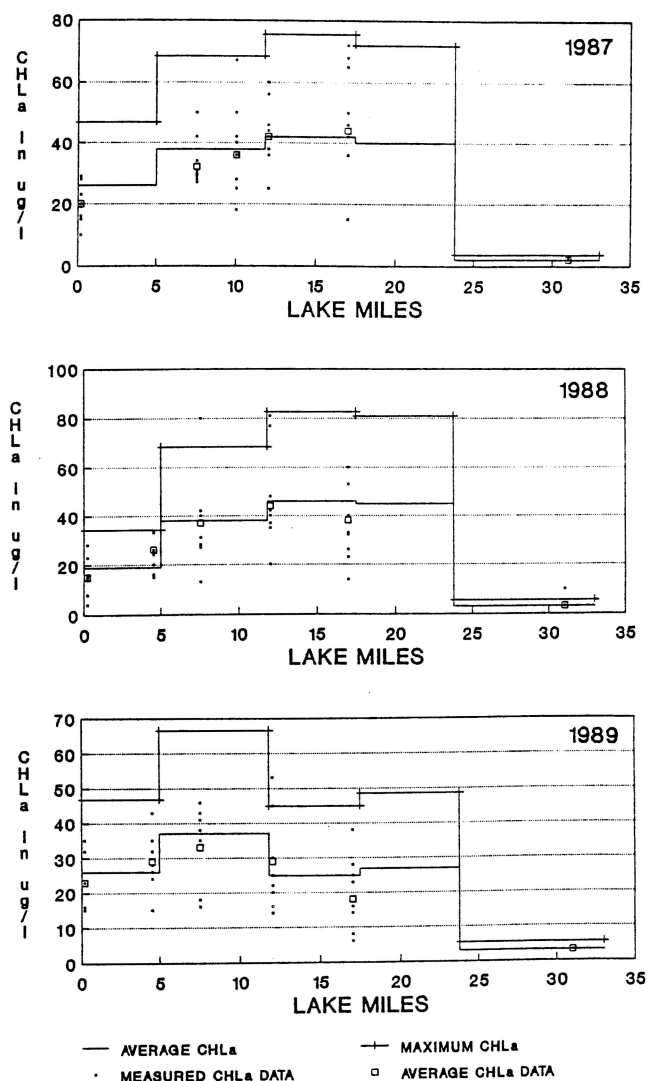 1987
CHLa in ug/l
80
60
40
20
0
0 5 10 15 20 25 30 35
LAKE MILES
1988
CHLa in ug/l
100
80
60
40
20
0
0 5 10 15 20 25 30 35
LAKE MILES
1989
CHLa in ug/l
70
60
50
40
30
20
10
0
0 5 10 15 20 25 30 35
LAKE MILES
AVERAGE CHLa
MAXIMUM CHLa
MEASURED CHLa DATA
AVERAGE CHLa DATA